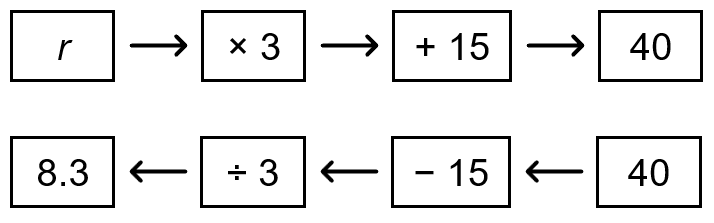 r → × 3 → + 15 → 40
8.3 ← ÷ 3 ← − 15 ← 40